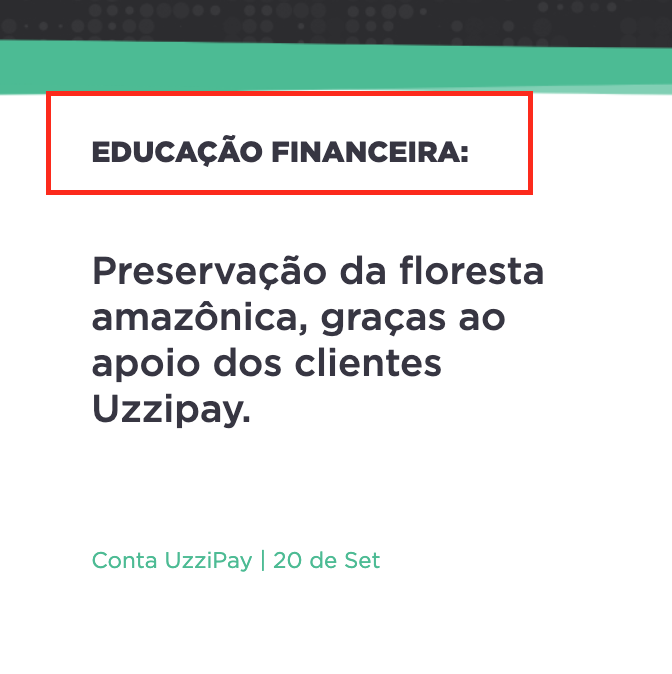 EDUCAÇÃO FINANCEIRA:
Preservação da floresta
amazônica, graças ao
apoio dos clientes
Uzzipay.
Conta UzziPay | 20 de Set